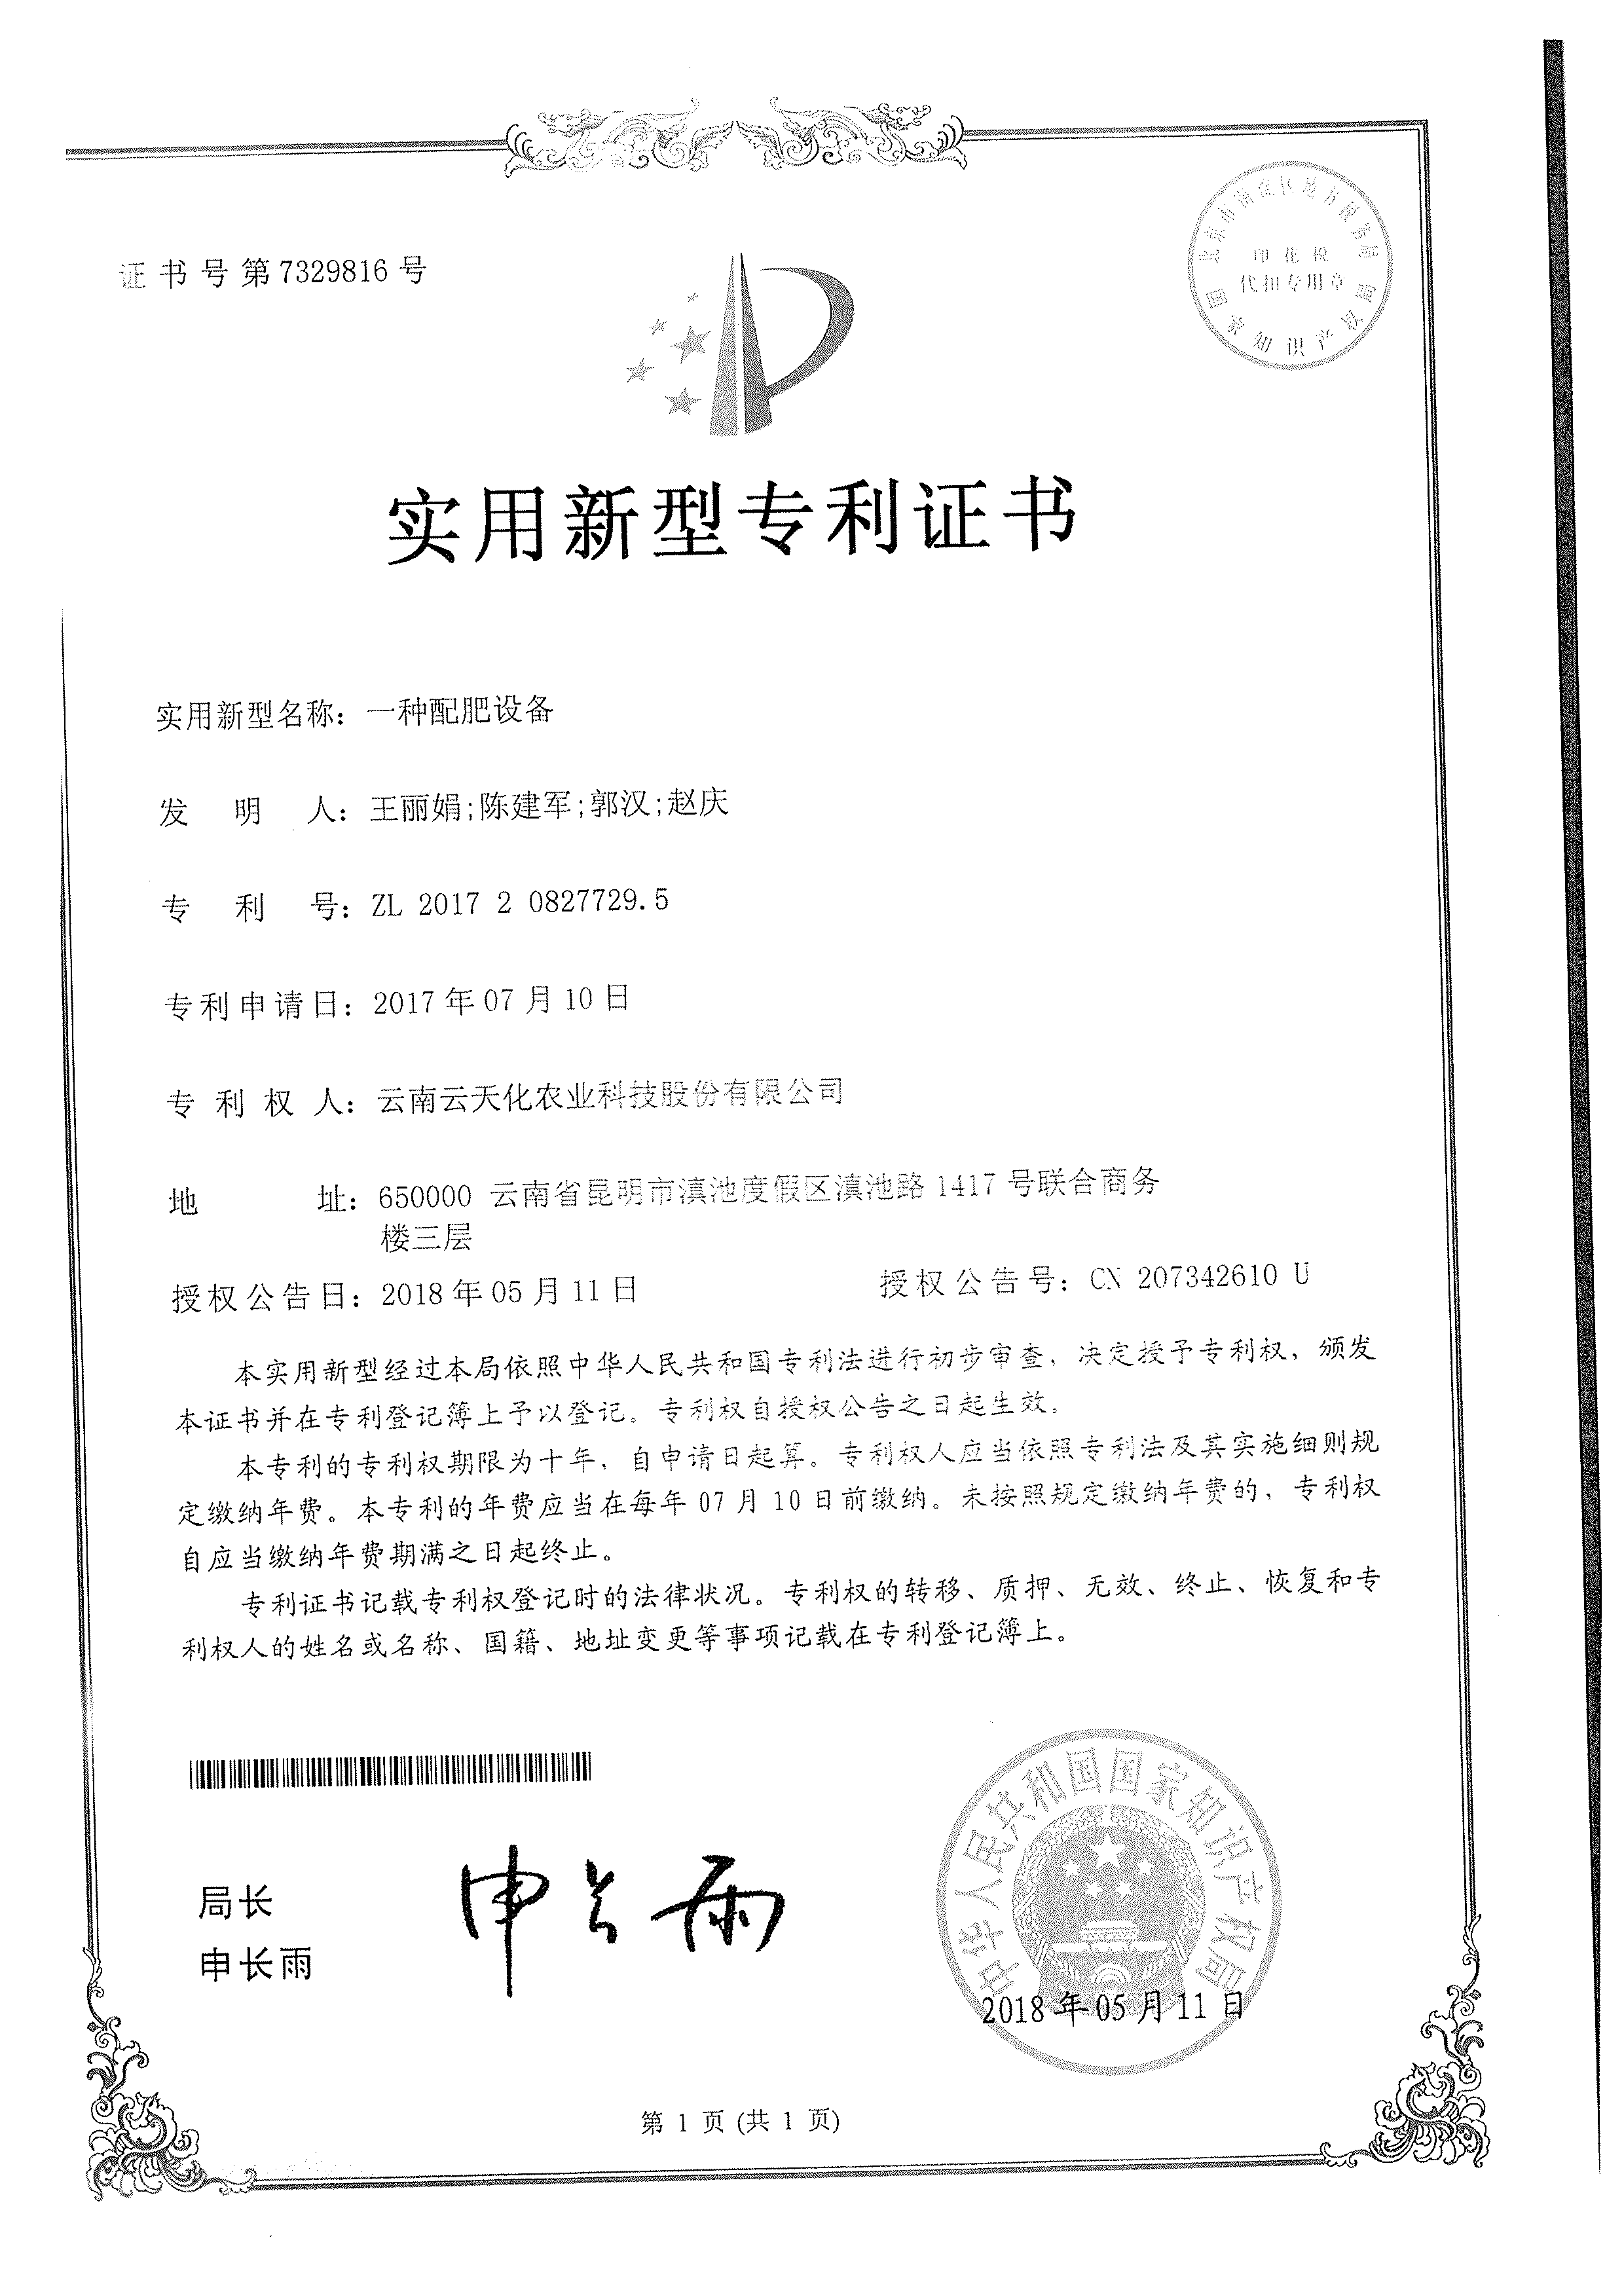 证书号第7329816号
北京市海淀区地方税务局
印花税
代扣专用章
国家知识产权局
实用新型专利证书
实用新型名称：一种配肥设备
发明人：王丽娟;陈建军;郭汉;赵庆
专利号：ZL 2017 2 0827729.5
专利申请日：2017年07月10日
专利权人：云南云天化农业科技股份有限公司
地址：650000 云南省昆明市滇池度假区滇池路1417号联合商务
楼三层
授权公告日：2018年05月11日 授权公告号：CN 207342610 U
本实用新型经过本局依照中华人民共和国专利法进行初步审查，决定授予专利权，颁发
本证书并在专利登记簿上予以登记。专利权自授权公告之日起生效。
本专利的专利权期限为十年，自申请日起算。专利权人应当依照专利法及其实施细则规
定缴纳年费。本专利的年费应当在每年07月10日前缴纳。未按照规定缴纳年费的，专利权
自应当缴纳年费期满之日起终止。
专利证书记载专利权登记时的法律状况。专利权的转移、质押、无效、终止、恢复和专
利权人的姓名或名称、国籍、地址变更等事项记载在专利登记簿上。
局长
申长雨
申长雨
中华人民共和国国家知识产权局
2018年05月11日
第 1 页 (共 1 页)